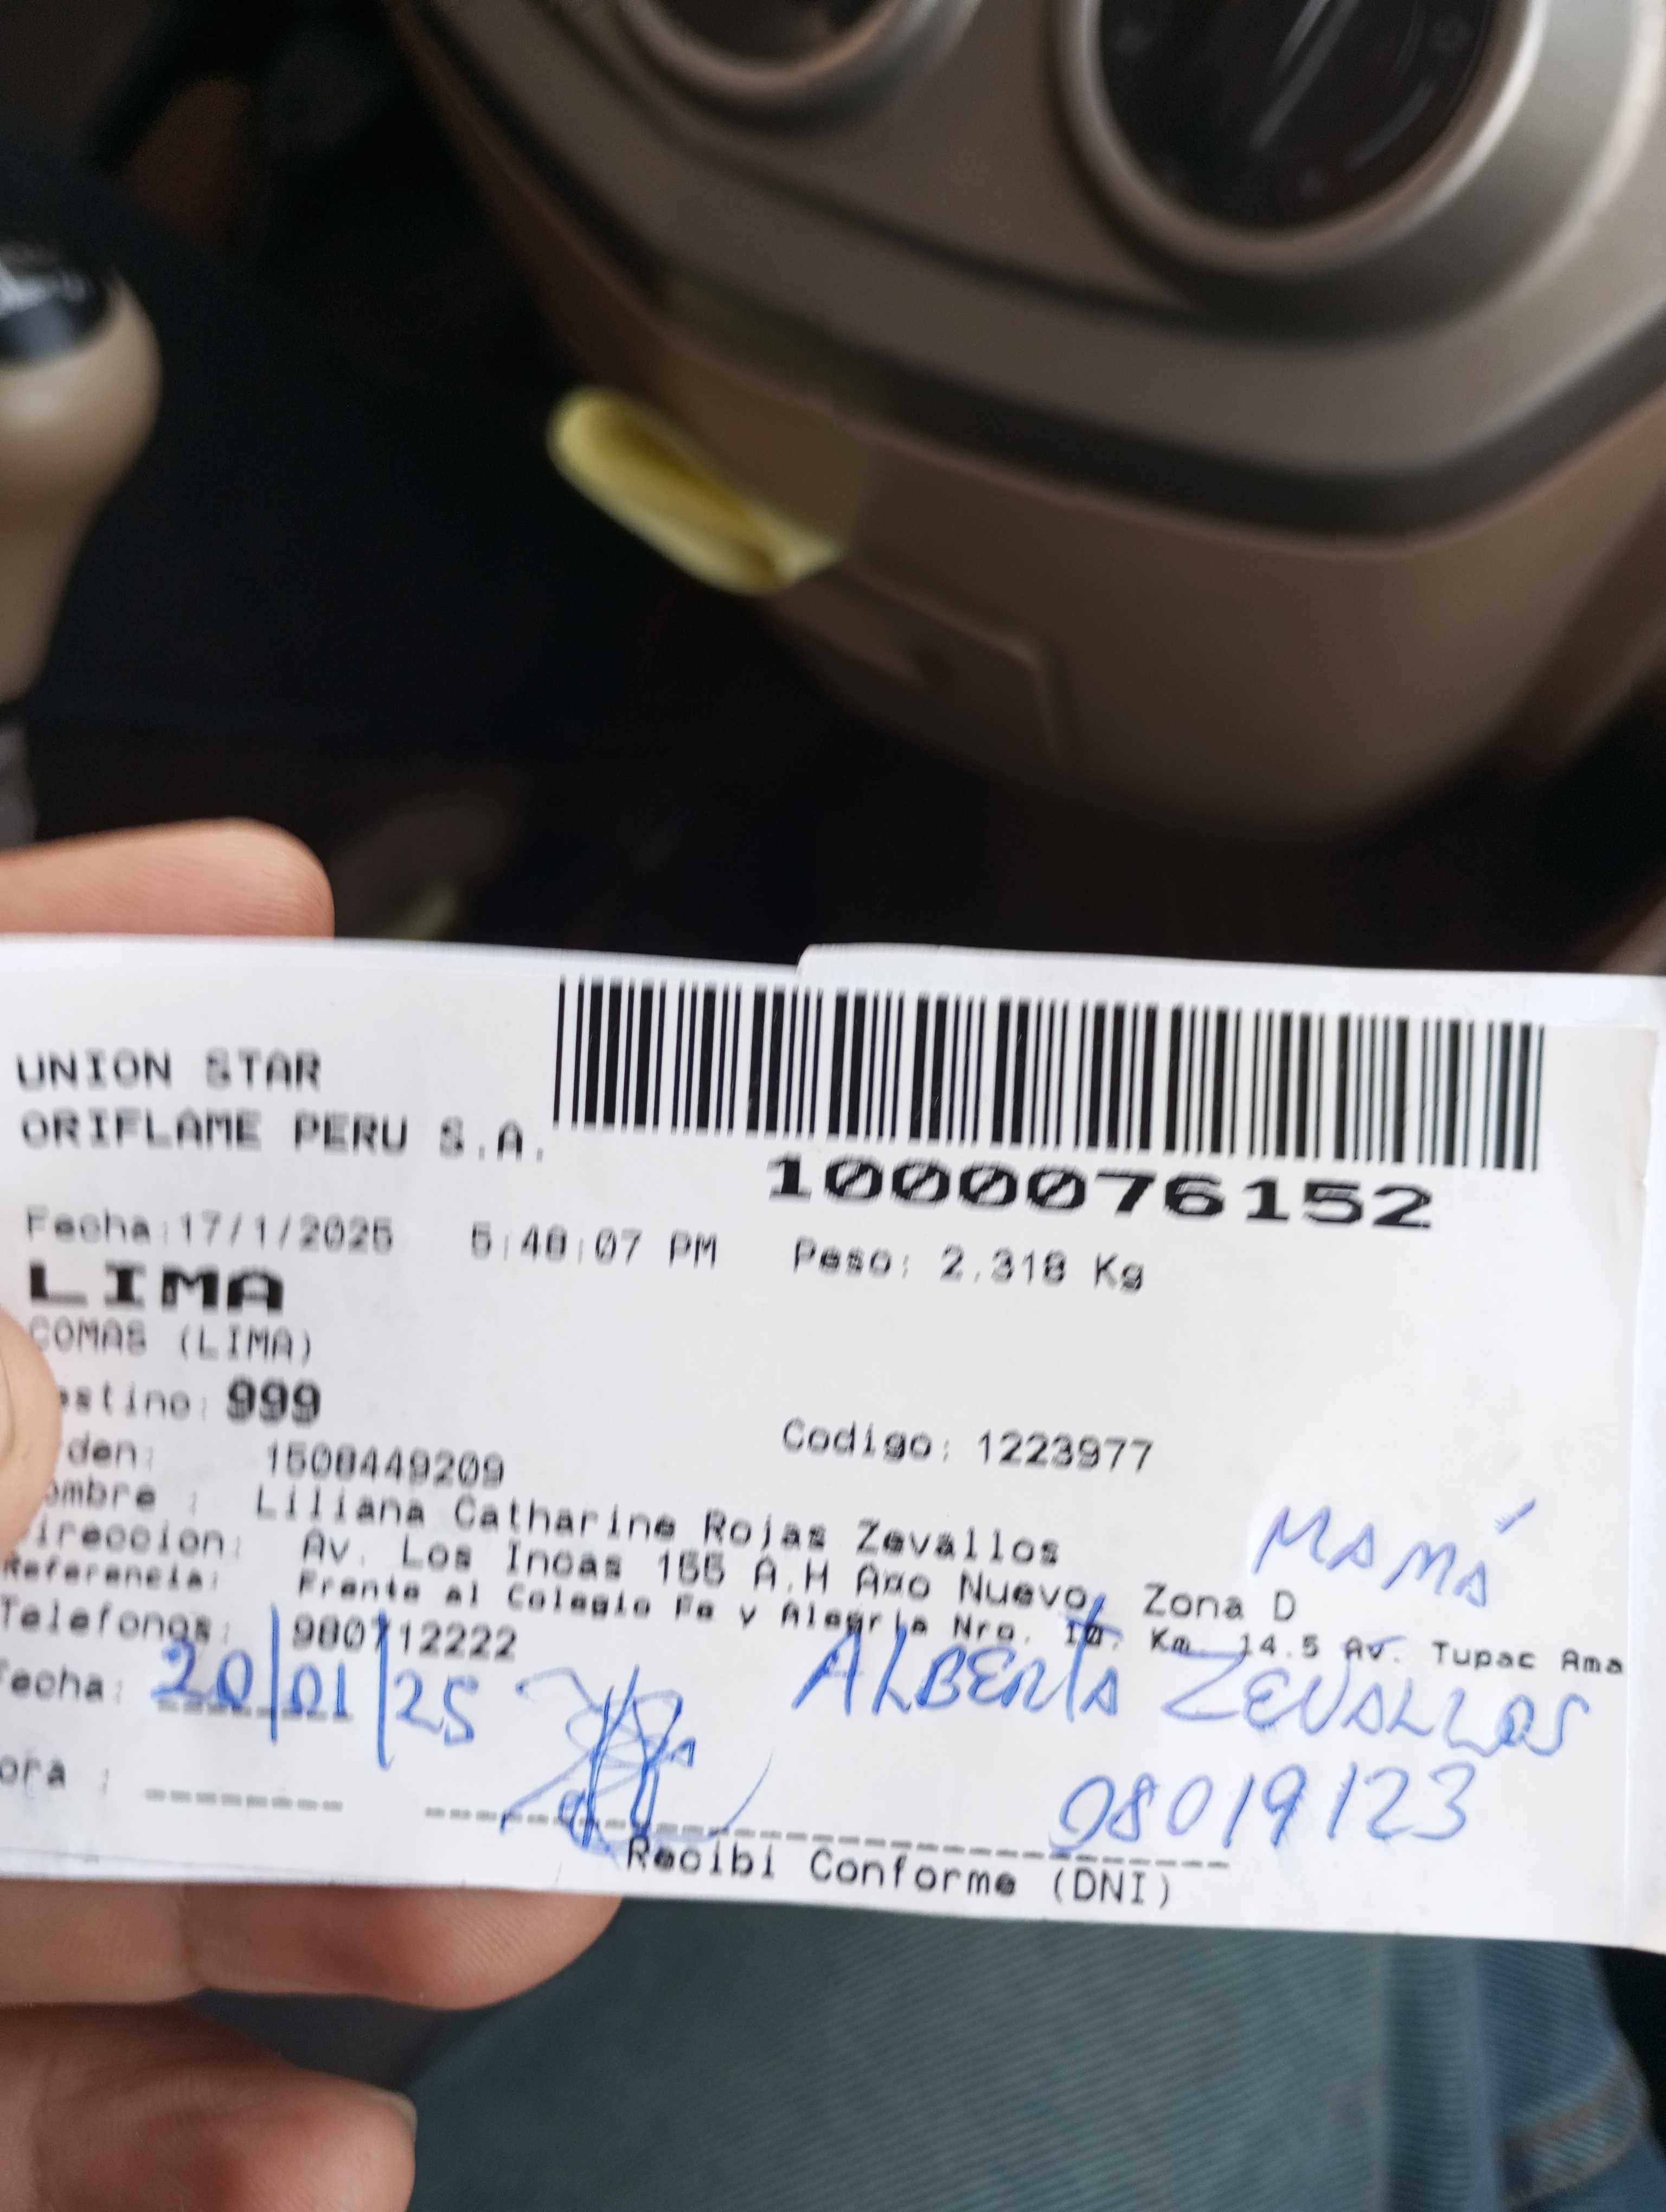 UNION STAR
ORIFLAME PERU S.A.
1000076152
Fecha:17/1/2025 5:48:07 PM Peso: 2.318 Kg
LIMA
COMAS (LIMA)
estino: 999
rden: 1508449209 Codigo: 1223977
ombre : Liliana Catharine Rojas Zevallos
Direccion: Av. Los Incas 155 A.H Año Nuevo, Zona D
Referencia: Frente al Colegio Fe y Alegria Nro. 10. Km. 14.5 Av. Tupac Ama
MAMÁ
Telefonos: 980712222
Fecha: 20/01/25
ALBERTA ZEVALLOS
08019123
ora :
Recibi Conforme (DNI)